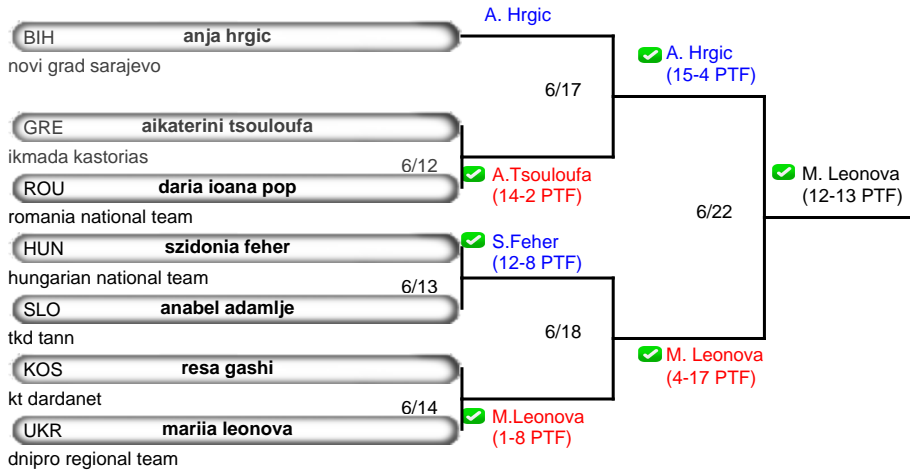 A. Hrgic
BIH anja hrgic
novi grad sarajevo
A. Hrgic
(15-4 PTF)
6/17
GRE aikaterini tsouloufa
ikmada kastorias
6/12
A.Tsouloufa
(14-2 PTF)
ROU daria ioana pop
romania national team
M. Leonova
(12-13 PTF)
6/22
HUN szidonia feher
hungarian national team
S.Feher
(12-8 PTF)
6/13
SLO anabel adamlje
tkd tann
6/18
M. Leonova
(4-17 PTF)
KOS resa gashi
kt dardanet
6/14
M.Leonova
(1-8 PTF)
UKR mariia leonova
dnipro regional team